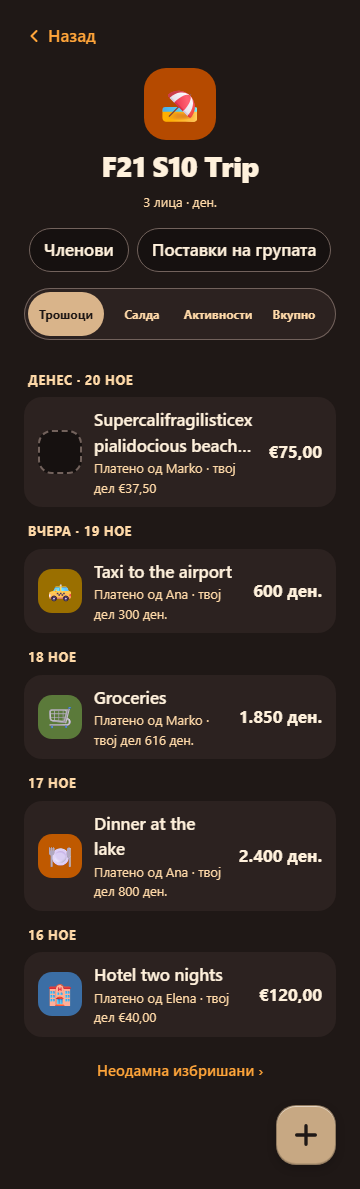 Назад
F21 S10 Trip
3 лица · ден.
Членови
Поставки на групата
Трошоци
Салда
Активности
Вкупно
ДЕНЕС · 20 НОЕ
Supercalifragilisticex
pialidocious beach...
€75,00
Платено од Marko · твој
дел €37,50
ВЧЕРА · 19 НОЕ
Taxi to the airport
600 ден.
Платено од Ana · твој
дел 300 ден.
18 НОЕ
Groceries
1.850 ден.
Платено од Marko ·
твој дел 616 ден.
17 НОЕ
Dinner at the
lake
2.400 ден.
Платено од Ana · твој
дел 800 ден.
16 НОЕ
Hotel two nights
€120,00
Платено од Elena · твој
дел €40,00
Неодамна избришани ›